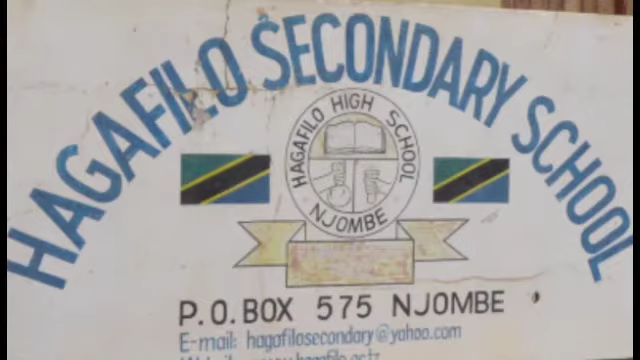 HAGAFILO SECONDARY SCHOOL
HAGAFILO HIGH SCHOOL
NJOMBE
P.O. BOX 575 NJOMBE
E-mail: hagafilosecondary@yahoo.com